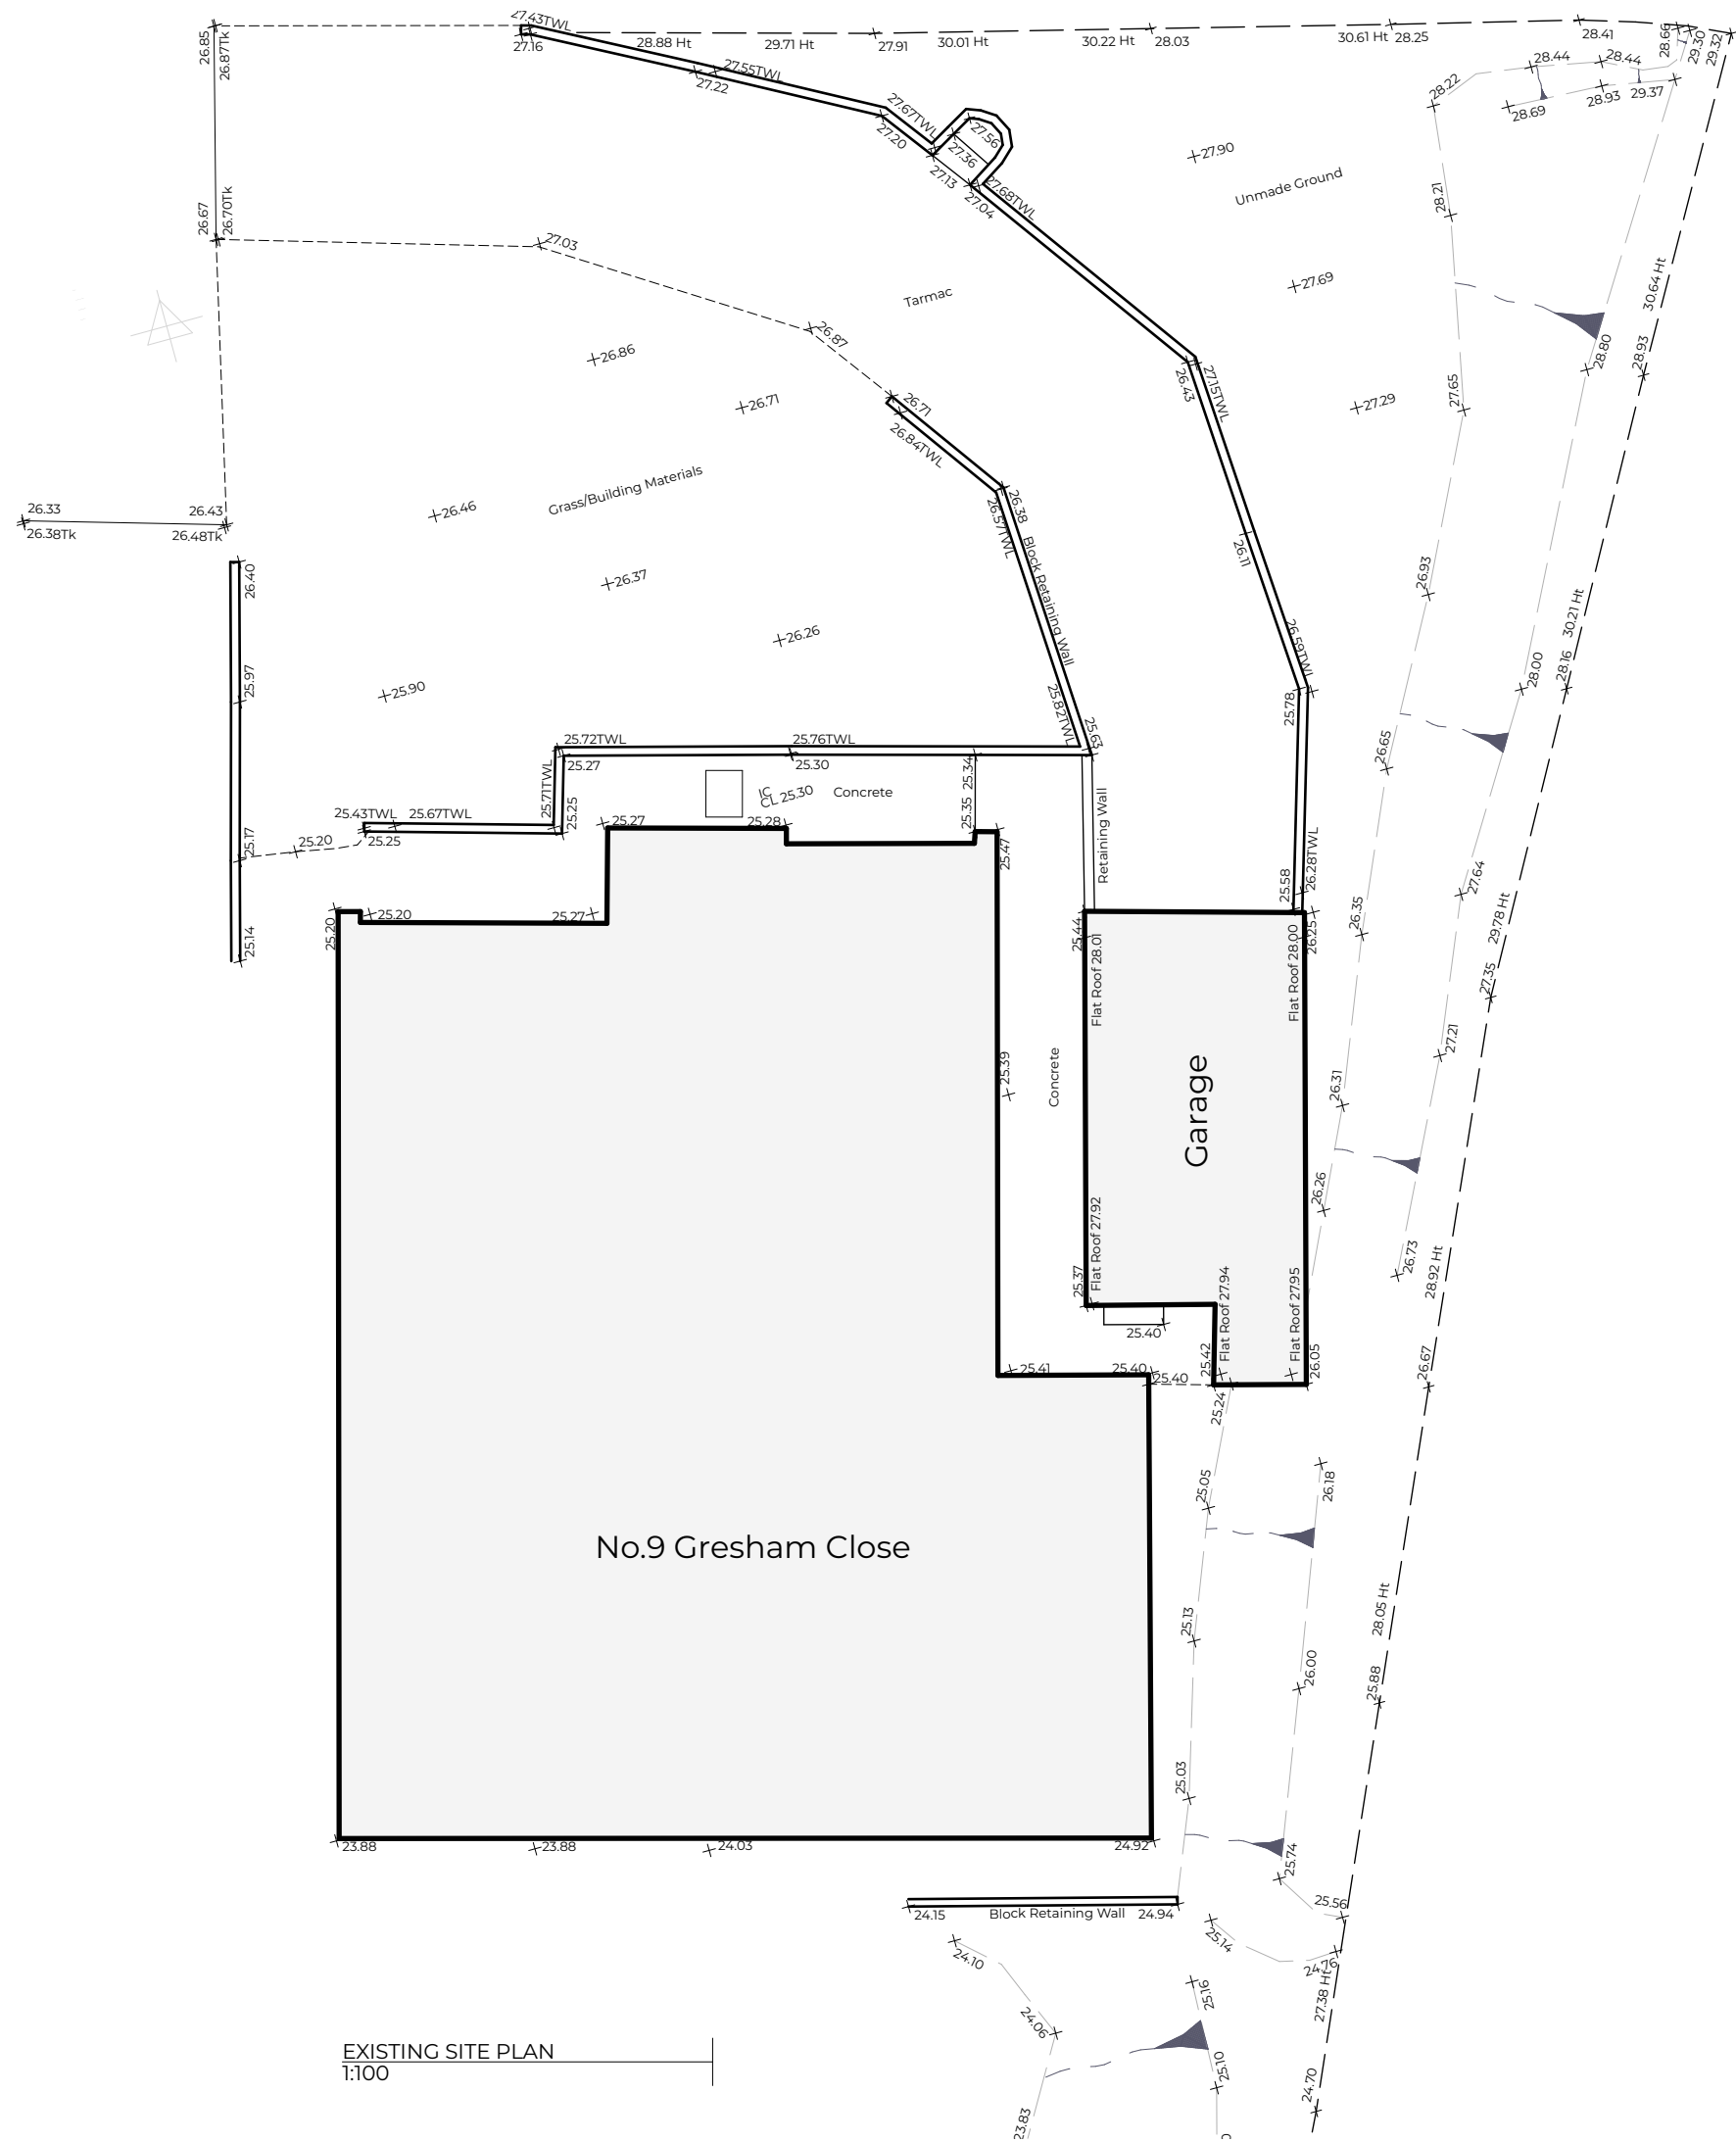 27.43TWL
27.16
28.88 Ht
29.71 Ht
27.91
30.01 Ht
30.22 Ht
28.03
30.61 Ht
28.25
28.41
28.66
29.30
29.32
26.85
26.87Tk
27.55TWL
27.22
27.67TWL
27.20
27.56
27.36
27.13
27.04
27.68TWL
28.22
28.44
28.44
28.69
28.93
29.37
27.90
Unmade Ground
28.21
26.67
26.70Tk
27.03
27.69
Tarmac
30.64 Ht
26.87
28.80
28.93
26.86
26.43
27.15TWL
27.65
27.29
26.71
26.71
26.84TWL
Grass/Building Materials
26.46
26.33
26.38Tk
26.43
26.48Tk
26.38
26.57TWL
Block Retaining Wall
26.11
26.40
26.37
26.93
30.21 Ht
26.26
26.59TWL
28.00
28.16
25.97
25.90
25.82TWL
25.63
25.78
26.65
25.72TWL
25.76TWL
25.27
25.30
25.34
25.71TWL
25.25
IC
CL 25.30
Concrete
25.35
Retaining Wall
25.43TWL
25.67TWL
25.25
25.27
25.28
25.47
25.17
25.20
26.28TWL
25.58
27.64
26.35
29.78 Ht
25.20
25.20
25.27
25.14
25.44
Flat Roof 28.01
Flat Roof 28.00
26.25
27.35
27.21
25.39
Concrete
Garage
26.31
26.26
26.73
28.92 Ht
25.37
Flat Roof 27.92
Flat Roof 27.94
Flat Roof 27.95
25.40
25.42
26.05
25.41
25.40
25.40
25.24
26.67
25.05
26.18
No.9 Gresham Close
25.13
26.00
28.05 Ht
25.88
25.03
23.88
23.88
24.03
24.92
25.74
24.15
Block Retaining Wall
24.94
25.56
25.14
24.76
24.10
25.16
27.38 Ht
24.06
EXISTING SITE PLAN
1:100
25.10
24.70
23.83